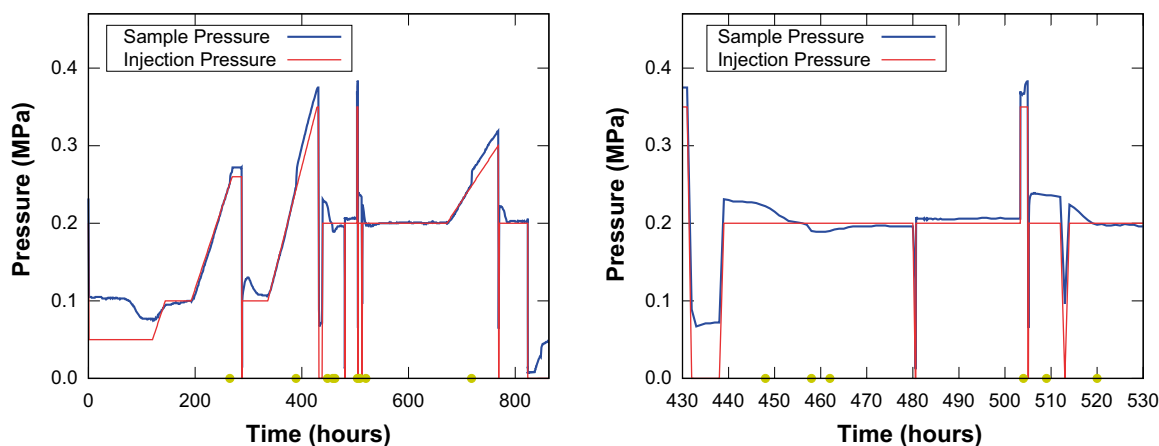 Sample Pressure
Injection Pressure
0.4
0.3
0.2
0.1
0.0
Pressure (MPa)
0 200 400 600 800
Time (hours)
Sample Pressure
Injection Pressure
0.4
0.3
0.2
0.1
0.0
Pressure (MPa)
430 440 450 460 470 480 490 500 510 520 530
Time (hours)